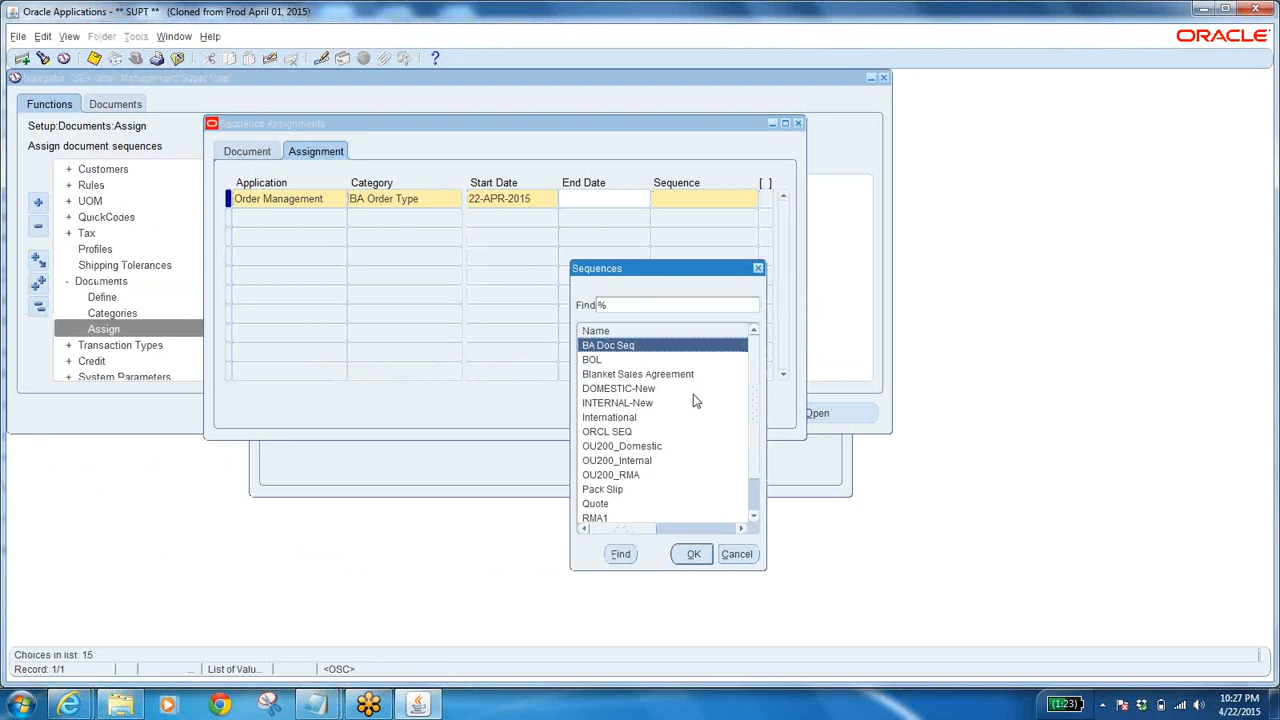 Oracle Applications - ** SUPT ** (Cloned from Prod April 01, 2015)
File Edit View Folder Tools Window Help
ORACLE
Functions Documents
Setup:Documents:Assign
Assign document sequences
+ Customers
+ Rules
+ UOM
+ QuickCodes
+ Tax
Profiles
Shipping Tolerances
- Documents
Define
Categories
Assign
+ Transaction Types
+ Credit
+ System Parameters
Open
Sequence Assignments
Document Assignment
Application Category Start Date End Date Sequence [ ]
Order Management BA Order Type 22-APR-2015
Sequences
Find %
Name
BA Doc Seq
BOL
Blanket Sales Agreement
DOMESTIC-New
INTERNAL-New
International
ORCL SEQ
OU200_Domestic
OU200_Internal
OU200_RMA
Pack Slip
Quote
RMA1
Find OK Cancel
Choices in list: 15
Record: 1/1 ... List of Valu... <OSC>
(1:23) 10:27 PM
4/22/2015